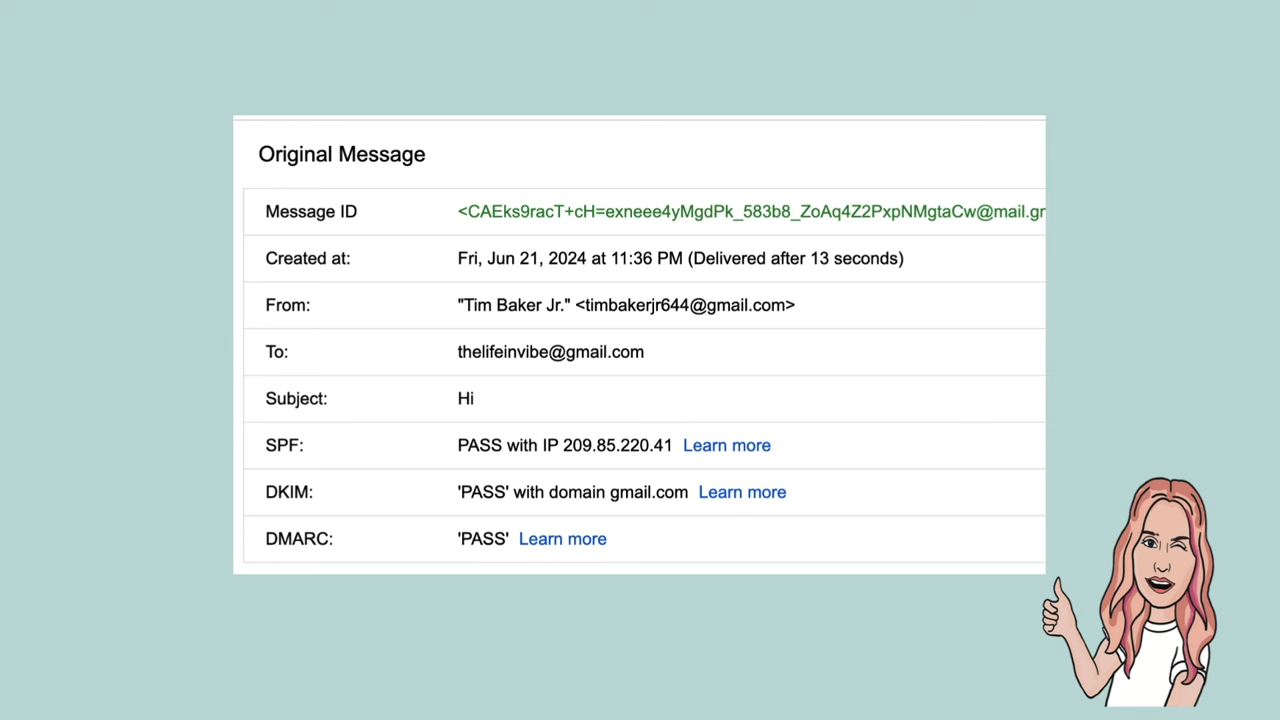 Original Message
Message ID <CAEks9racT+cH=exneee4yMgdPk_583b8_ZoAq4Z2PxpNMgtaCw@mail.gr
Created at: Fri, Jun 21, 2024 at 11:36 PM (Delivered after 13 seconds)
From: "Tim Baker Jr." <timbakerjr644@gmail.com>
To: thelifeinvibe@gmail.com
Subject: Hi
SPF: PASS with IP 209.85.220.41 Learn more
DKIM: 'PASS' with domain gmail.com Learn more
DMARC: 'PASS' Learn more